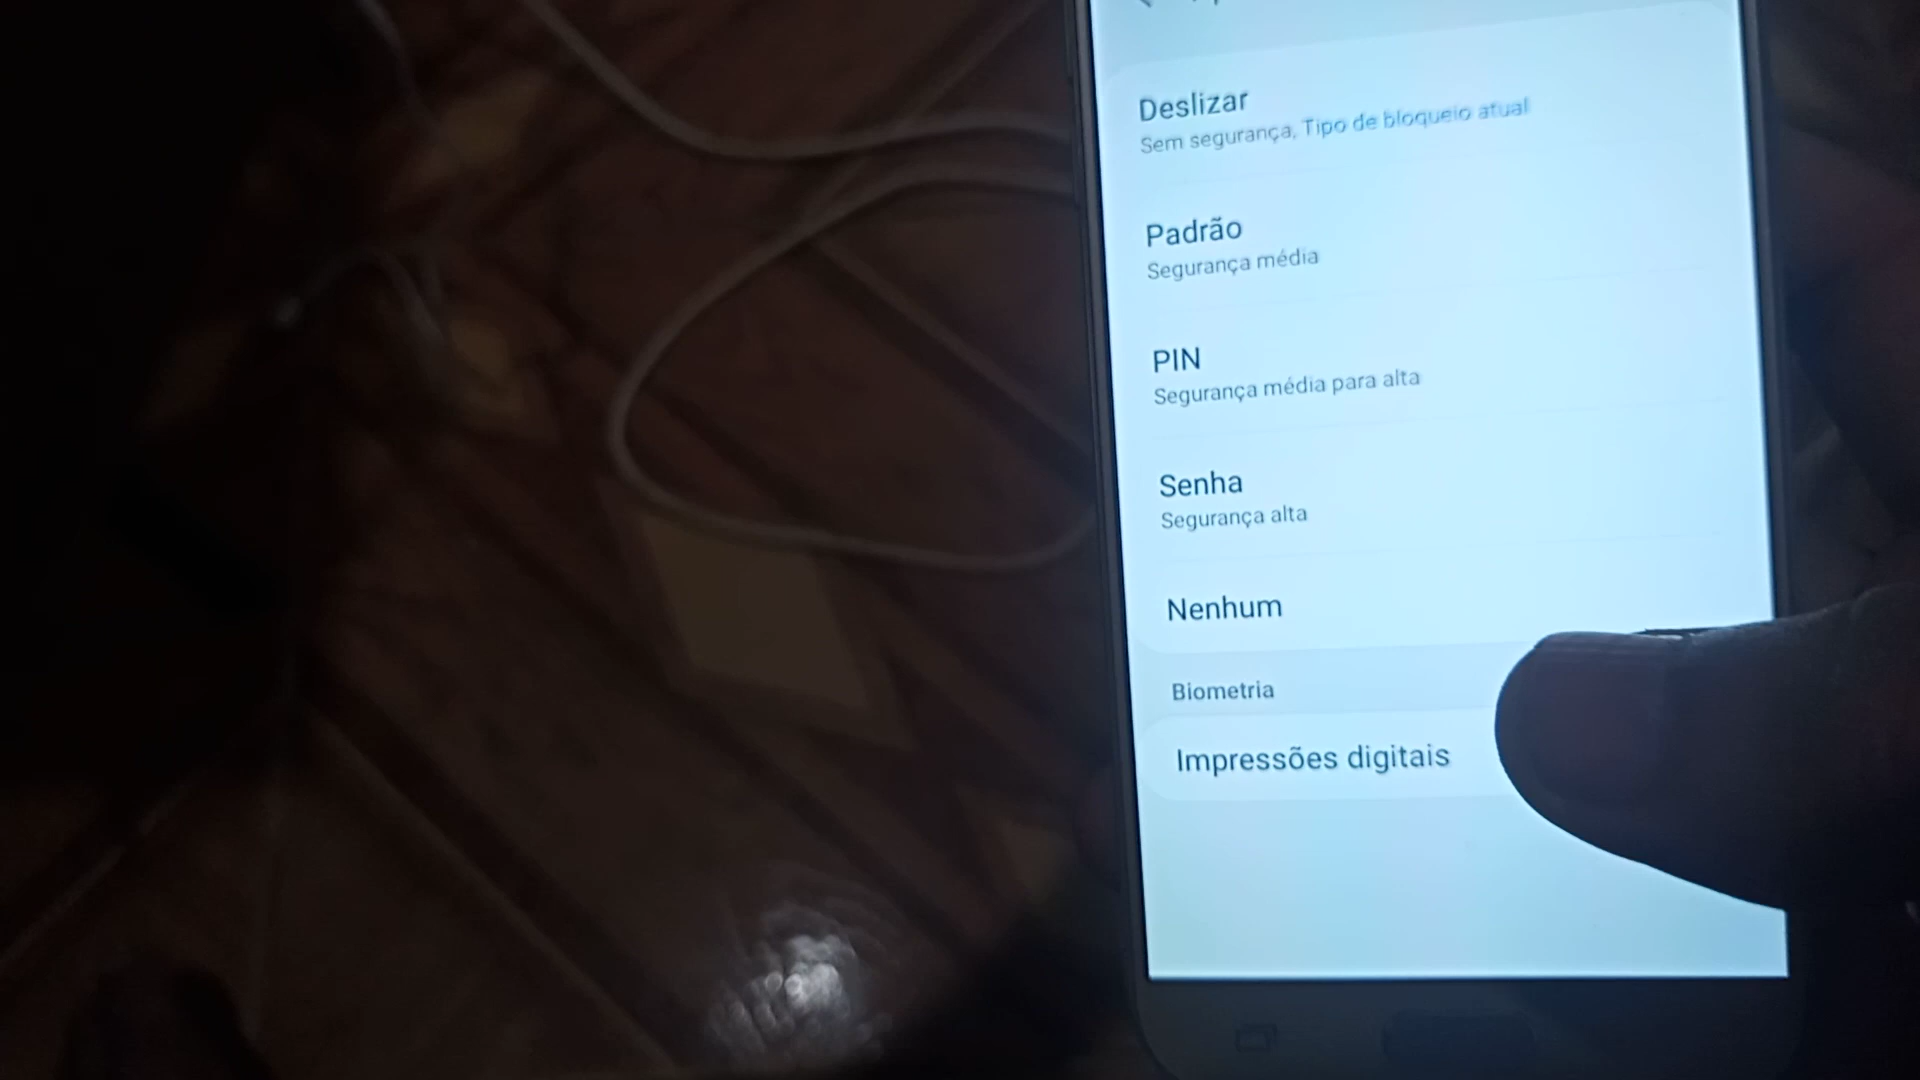 Deslizar
Sem segurança, Tipo de bloqueio atual
Padrão
Segurança média
PIN
Segurança média para alta
Senha
Segurança alta
Nenhum
Biometria
Impressões digitais